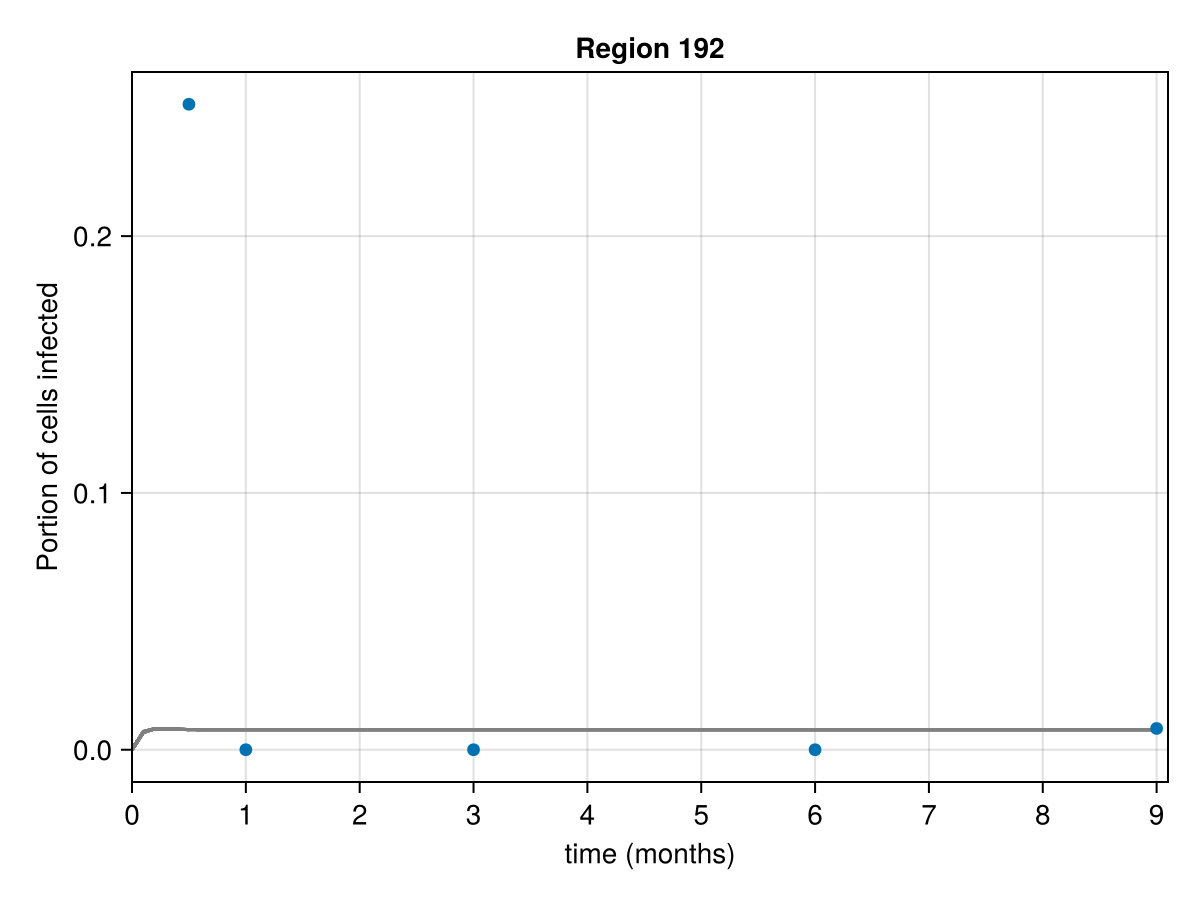 Region 192
Portion of cells infected
0.2
0.1
0.0
0 1 2 3 4 5 6 7 8 9
time (months)